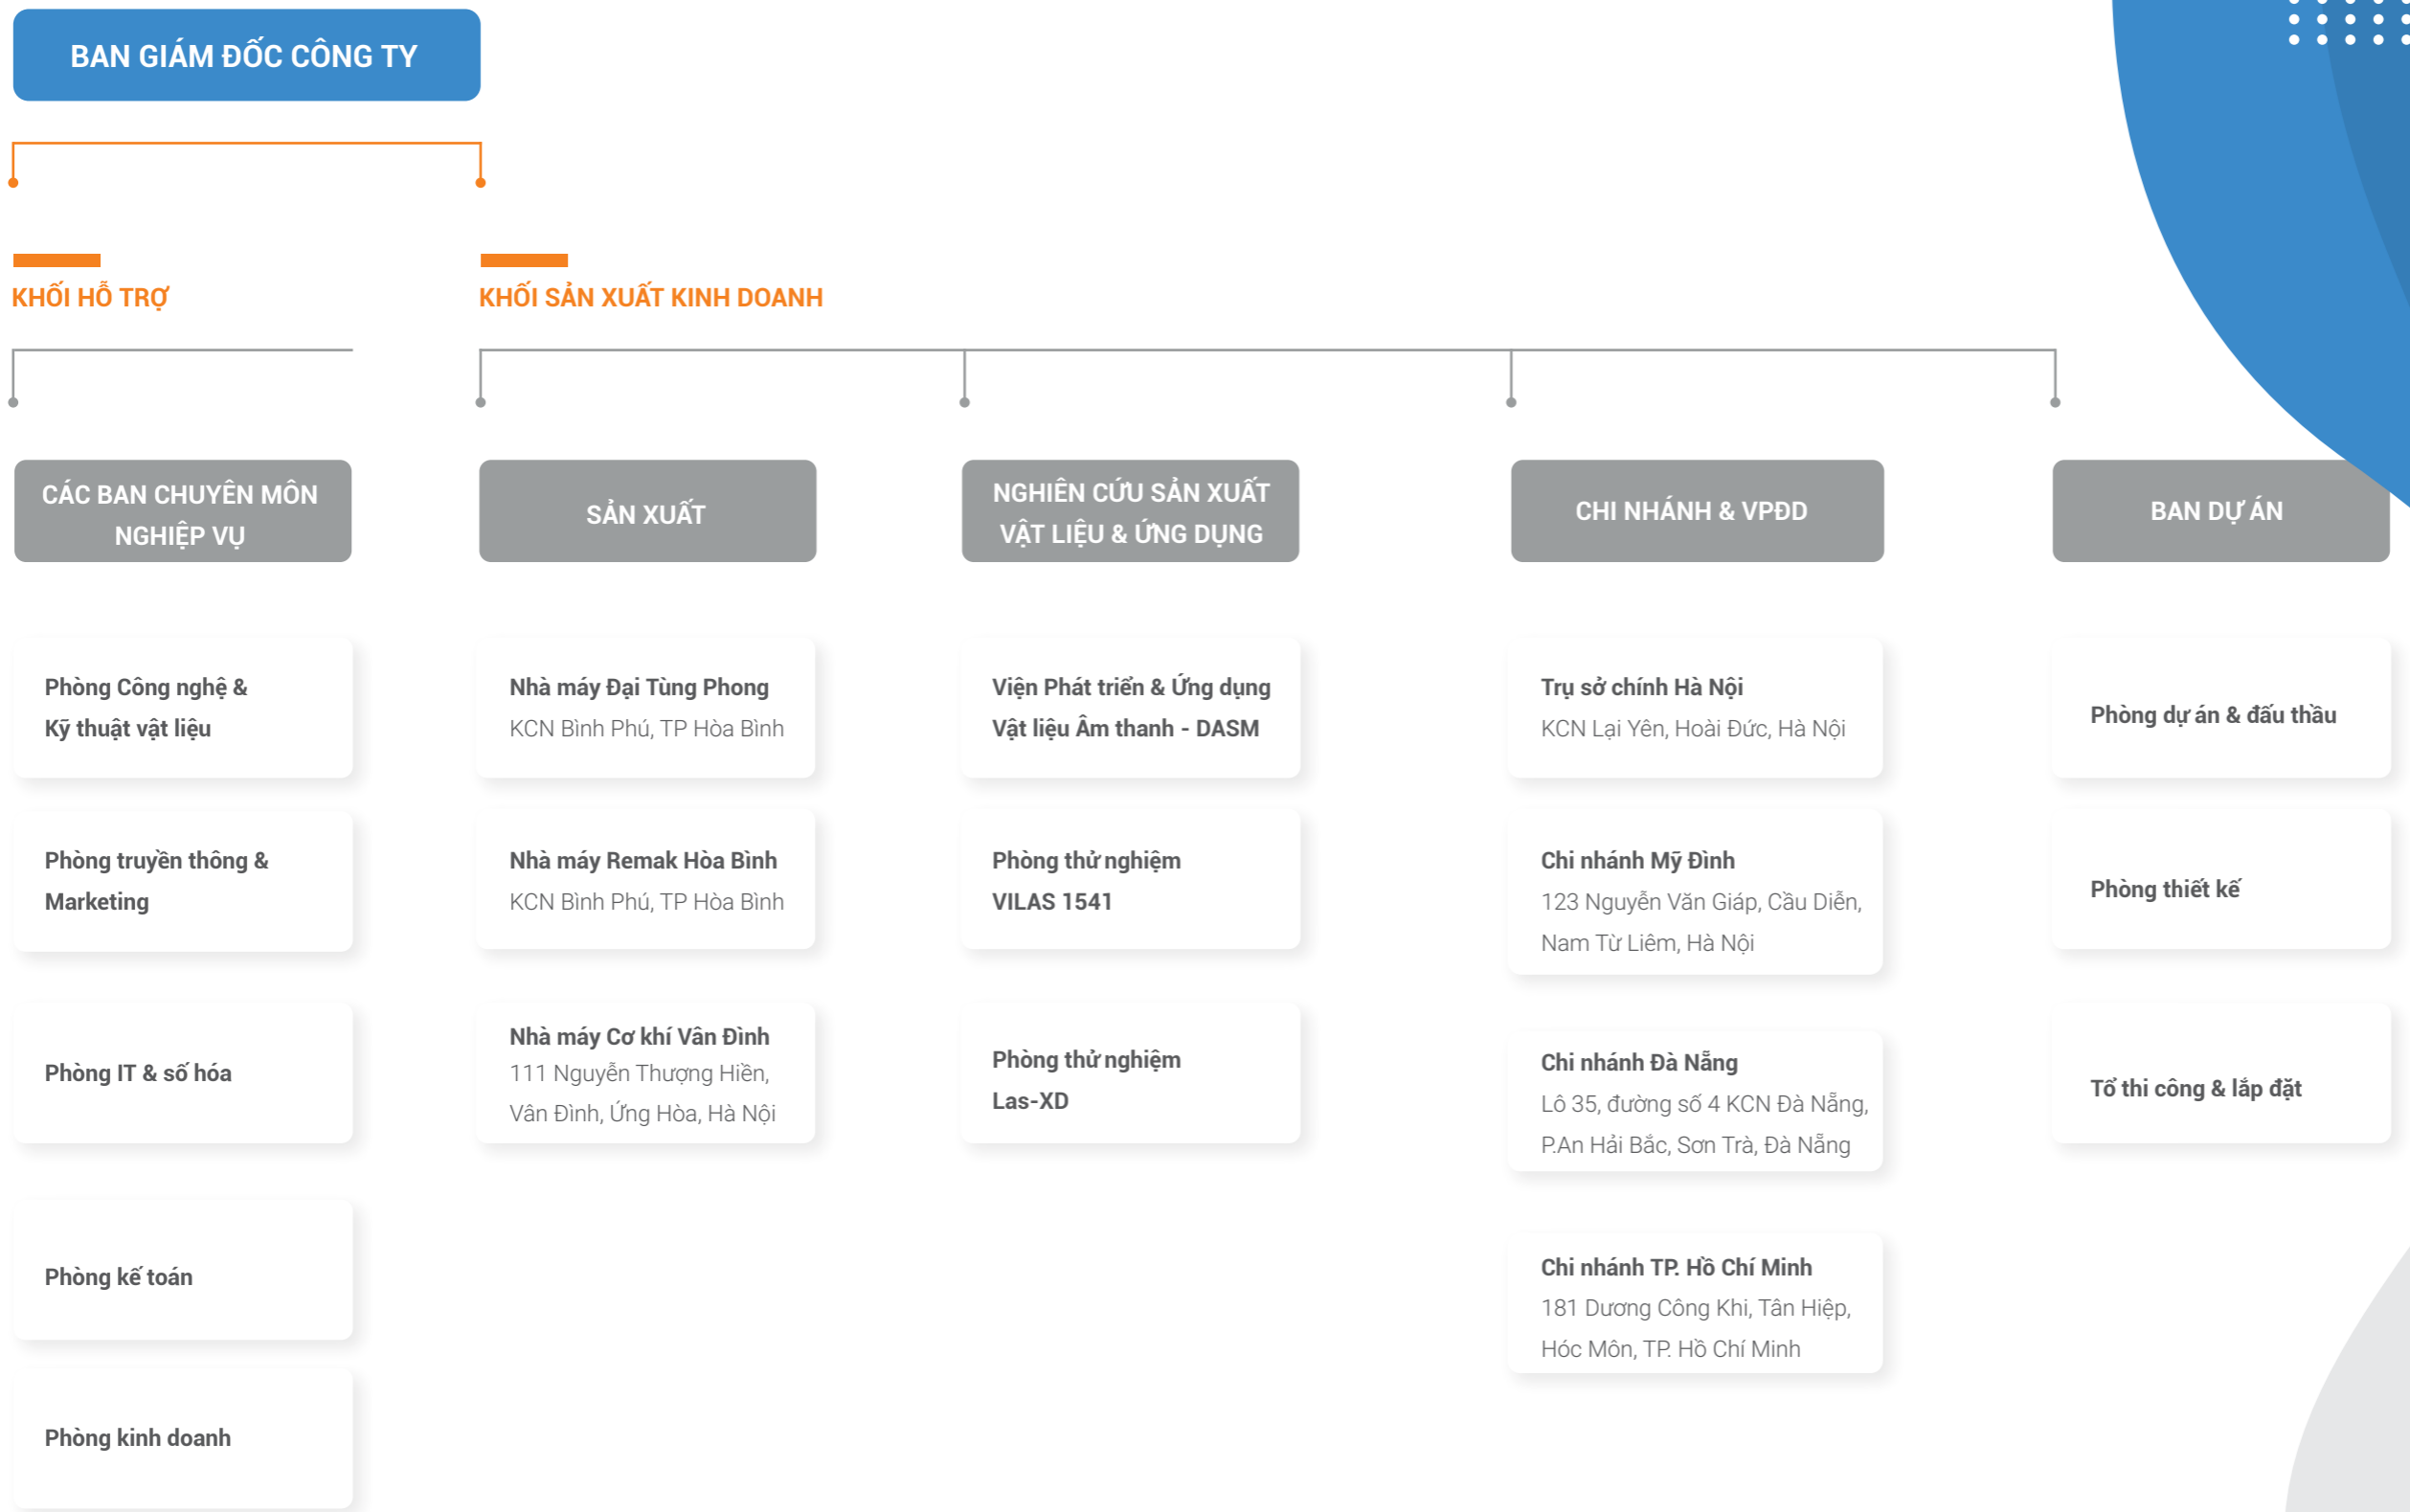 BAN GIÁM ĐỐC CÔNG TY
KHỐI HỖ TRỢ
KHỐI SẢN XUẤT KINH DOANH
CÁC BAN CHUYÊN MÔN
NGHIỆP VỤ
Phòng Công nghệ &
Kỹ thuật vật liệu
Phòng truyền thông &
Marketing
Phòng IT & số hóa
Phòng kế toán
Phòng kinh doanh
SẢN XUẤT
Nhà máy Đại Tùng Phong
KCN Bình Phú, TP Hòa Bình
Nhà máy Remak Hòa Bình
KCN Bình Phú, TP Hòa Bình
Nhà máy Cơ khí Vân Đình
111 Nguyễn Thượng Hiền,
Vân Đình, Ứng Hòa, Hà Nội
NGHIÊN CỨU SẢN XUẤT
VẬT LIỆU & ỨNG DỤNG
Viện Phát triển & Ứng dụng
Vật liệu Âm thanh - DASM
Phòng thử nghiệm
VILAS 1541
Phòng thử nghiệm
Las-XD
CHI NHÁNH & VPĐD
Trụ sở chính Hà Nội
KCN Lại Yên, Hoài Đức, Hà Nội
Chi nhánh Mỹ Đình
123 Nguyễn Văn Giáp, Cầu Diễn,
Nam Từ Liêm, Hà Nội
Chi nhánh Đà Nẵng
Lô 35, đường số 4 KCN Đà Nẵng,
P.An Hải Bắc, Sơn Trà, Đà Nẵng
Chi nhánh TP. Hồ Chí Minh
181 Dương Công Khi, Tân Hiệp,
Hóc Môn, TP. Hồ Chí Minh
BAN DỰ ÁN
Phòng dự án & đấu thầu
Phòng thiết kế
Tổ thi công & lắp đặt